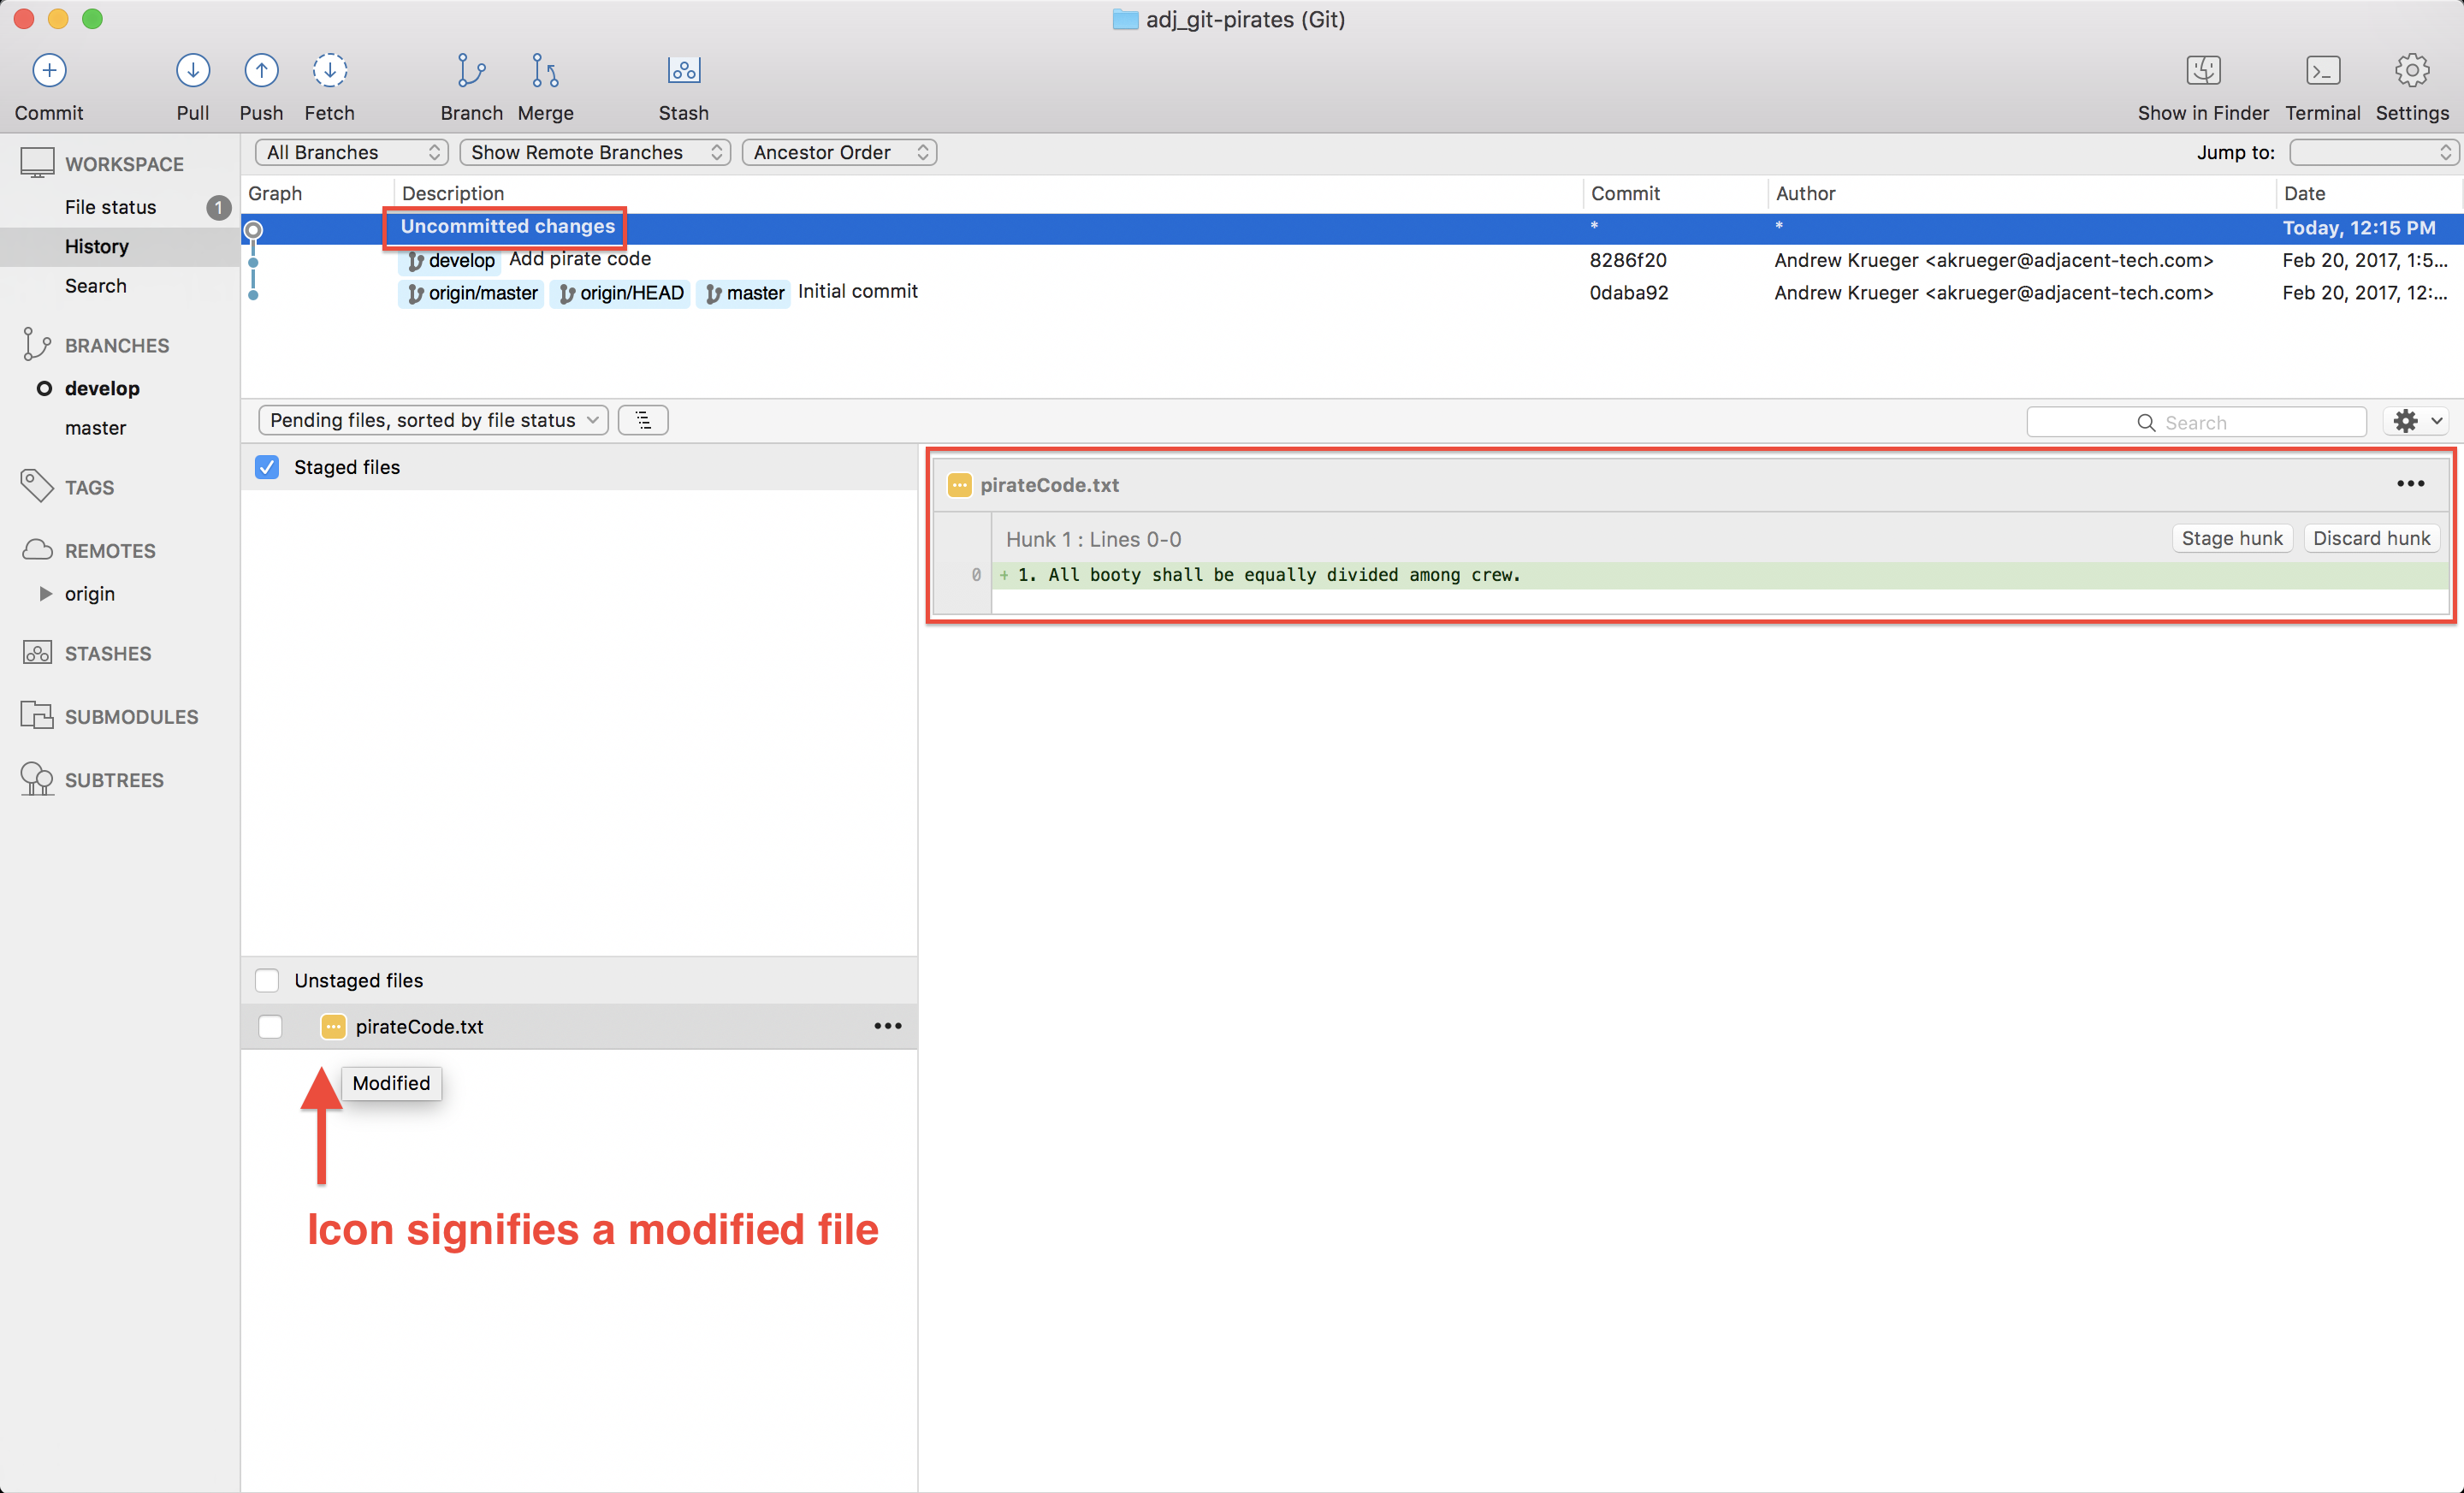 adj_git-pirates (Git)
Commit Pull Push Fetch Branch Merge Stash Show in Finder Terminal Settings
WORKSPACE
File status 1
History
Search
BRANCHES
develop
master
TAGS
REMOTES
origin
STASHES
SUBMODULES
SUBTREES
All Branches Show Remote Branches Ancestor Order Jump to:
Graph Description Commit Author Date
Uncommitted changes * * Today, 12:15 PM
develop Add pirate code 8286f20 Andrew Krueger <akrueger@adjacent-tech.com> Feb 20, 2017, 1:5...
origin/master origin/HEAD master Initial commit 0daba92 Andrew Krueger <akrueger@adjacent-tech.com> Feb 20, 2017, 12:...
Pending files, sorted by file status Search
Staged files
Unstaged files
pirateCode.txt •••
Modified
Icon signifies a modified file
pirateCode.txt •••
Hunk 1 : Lines 0-0 Stage hunk Discard hunk
0 + 1. All booty shall be equally divided among crew.